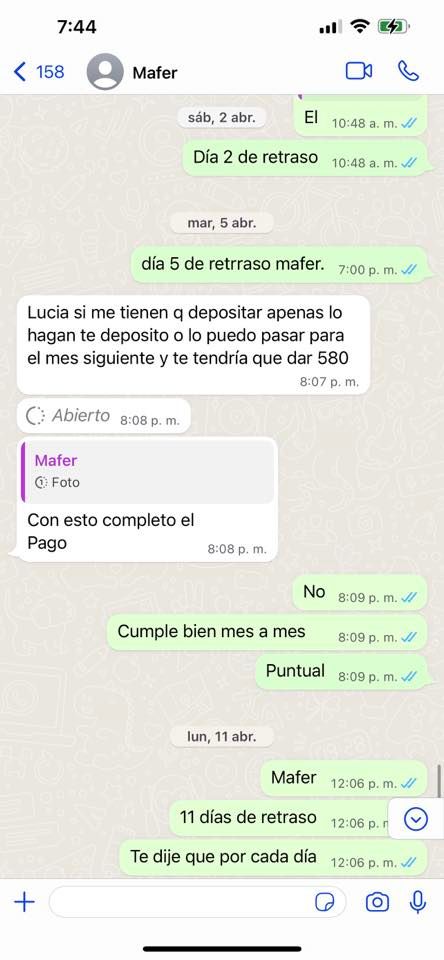 7:44
158
Mafer
sáb, 2 abr.
El 10:48 a. m.
Día 2 de retraso 10:48 a. m.
mar, 5 abr.
día 5 de retrraso mafer. 7:00 p. m.
Lucia si me tienen q depositar apenas lo
hagan te deposito o lo puedo pasar para
el mes siguiente y te tendría que dar 580
8:07 p. m.
Abierto 8:08 p. m.
Mafer
1 Foto
Con esto completo el
Pago 8:08 p. m.
No 8:09 p. m.
Cumple bien mes a mes 8:09 p. m.
Puntual 8:09 p. m.
lun, 11 abr.
Mafer 12:06 p. m.
11 días de retraso 12:06 p.
Te dije que por cada día 12:06 p. m.